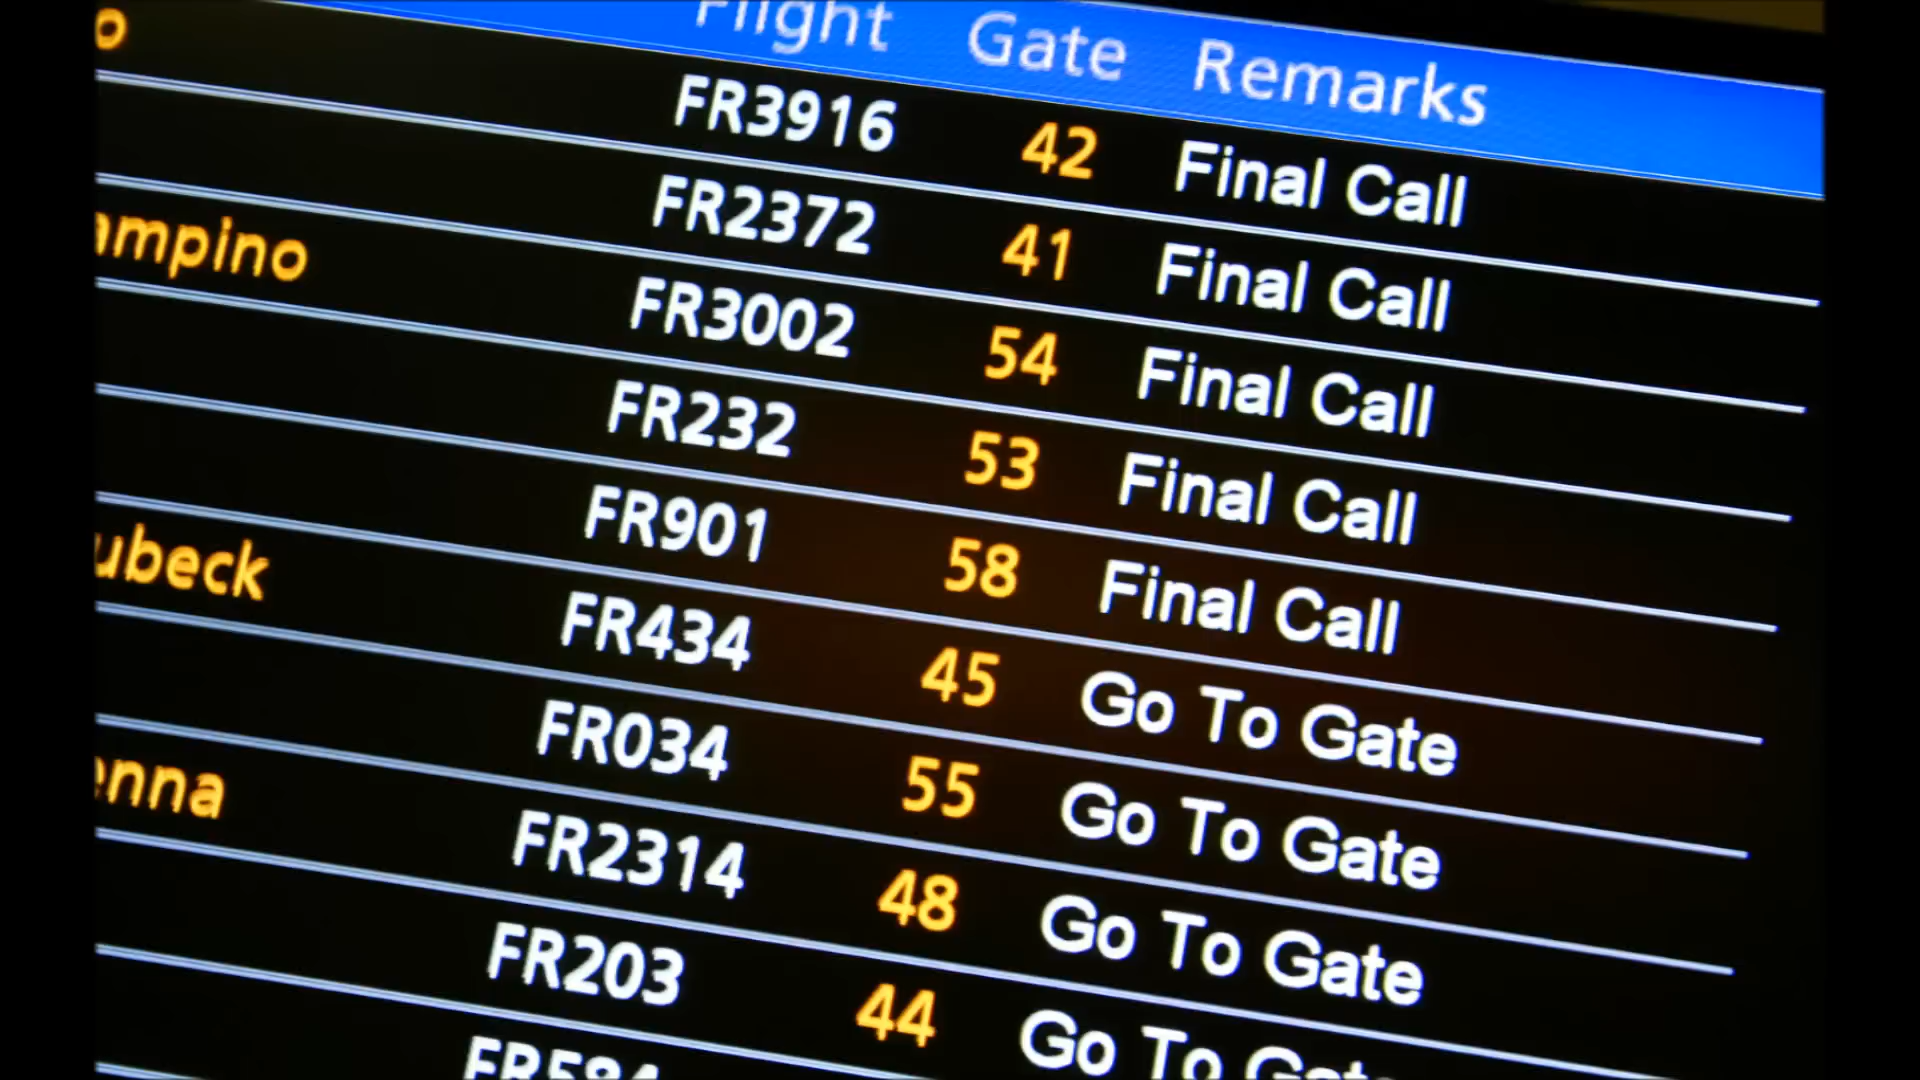 Flight Gate Remarks
o FR3916 42 Final Call
FR2372 41 Final Call
ampino FR3002 54 Final Call
FR232 53 Final Call
FR901 58 Final Call
ubeck FR434 45 Go To Gate
FR034 55 Go To Gate
enna FR2314 48 Go To Gate
FR203 44 Go To Gate